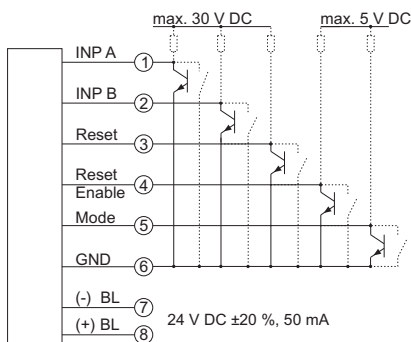 max. 30 V DC max. 5 V DC
INP A 1
INP B 2
Reset 3
Reset
Enable 4
Mode 5
GND 6
(-) BL 7
(+) BL 8
24 V DC ±20 %, 50 mA